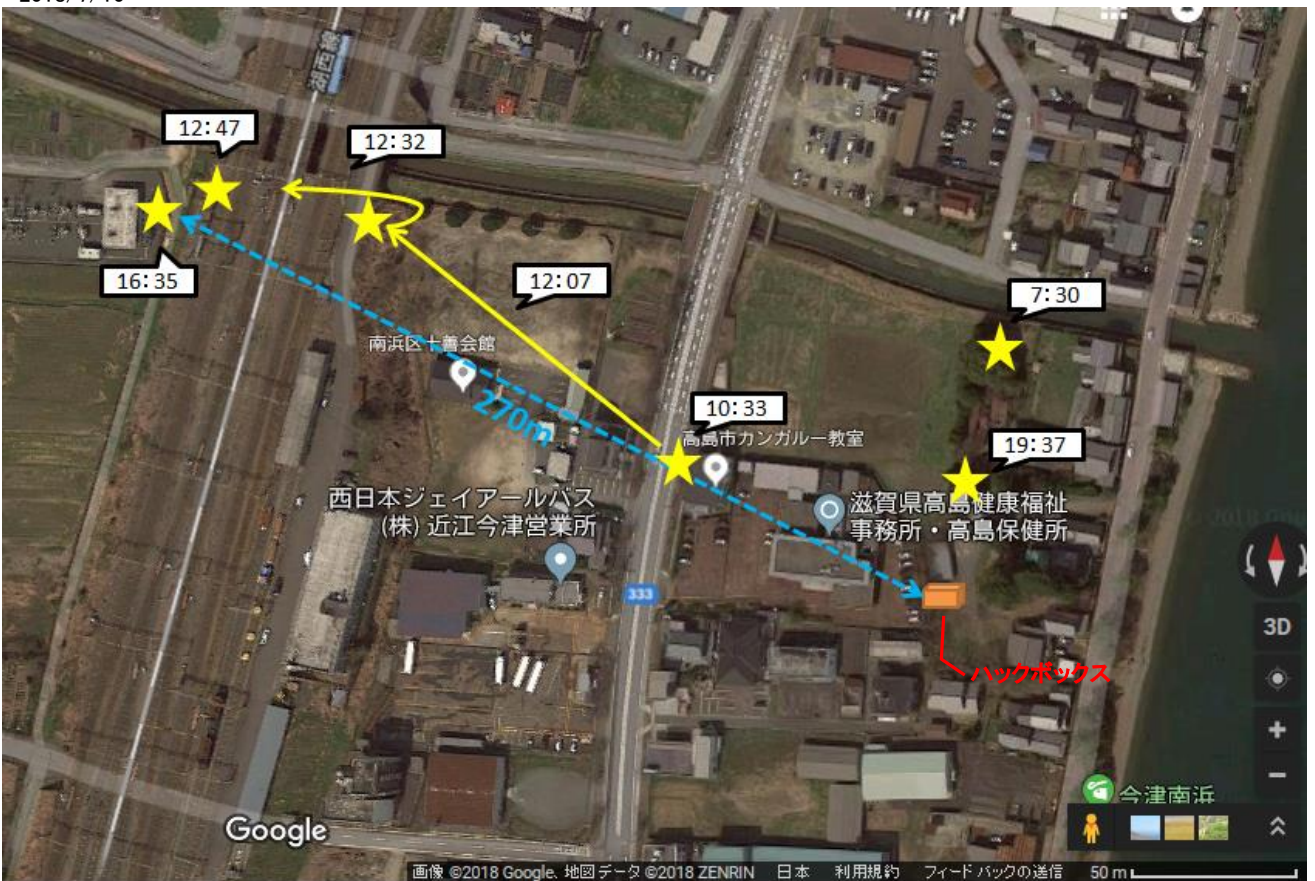 湖西線
12:47
12:32
16:35
12:07
7:30
南浜区十善会館
270m
10:33
高島市カンガルー教室
19:37
西日本ジェイアールバス
(株) 近江今津営業所
滋賀県高島健康福祉
事務所・高島保健所
333
3D
ハックボックス
今津南浜
Google
画像 ©2018 Google、地図データ ©2018 ZENRIN 日本 利用規約 フィードバックの送信 50 m